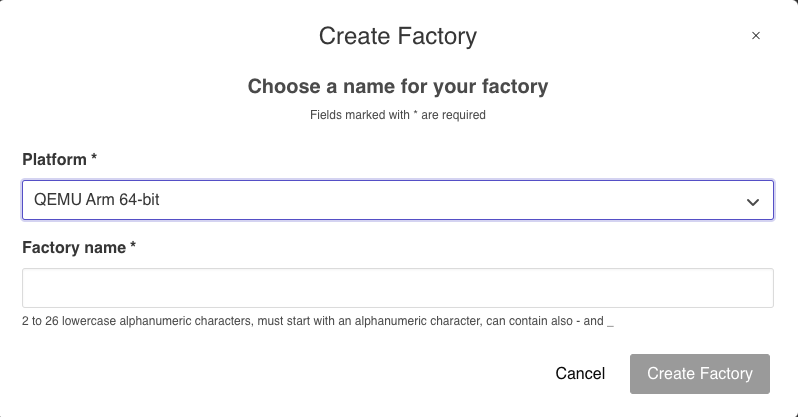 Create Factory
×
Choose a name for your factory
Fields marked with * are required
Platform *
QEMU Arm 64-bit
Factory name *
2 to 26 lowercase alphanumeric characters, must start with an alphanumeric character, can contain also - and _
Cancel
Create Factory